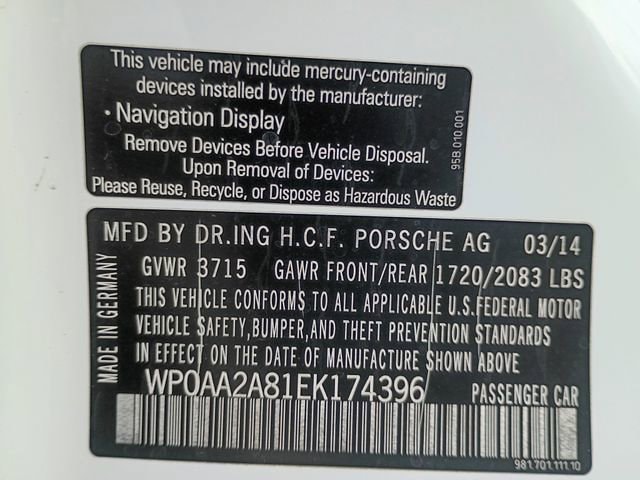 This vehicle may include mercury-containing
devices installed by the manufacturer:
• Navigation Display
Remove Devices Before Vehicle Disposal.
Upon Removal of Devices:
Please Reuse, Recycle, or Dispose as Hazardous Waste
95B.010.001
MFD BY DR.ING H.C.F. PORSCHE AG 03/14
GVWR 3715 GAWR FRONT/REAR 1720/2083 LBS
THIS VEHICLE CONFORMS TO ALL APPLICABLE U.S.FEDERAL MOTOR
VEHICLE SAFETY,BUMPER,AND THEFT PREVENTION STANDARDS
IN EFFECT ON THE DATE OF MANUFACTURE SHOWN ABOVE
WP0AA2A81EK174396 PASSENGER CAR
MADE IN GERMANY
981.701.111.10